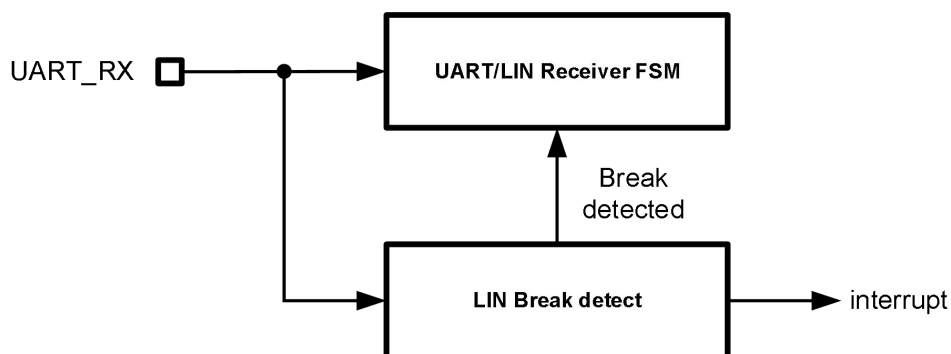 UART_RX
UART/LIN Receiver FSM
Break
detected
LIN Break detect
interrupt